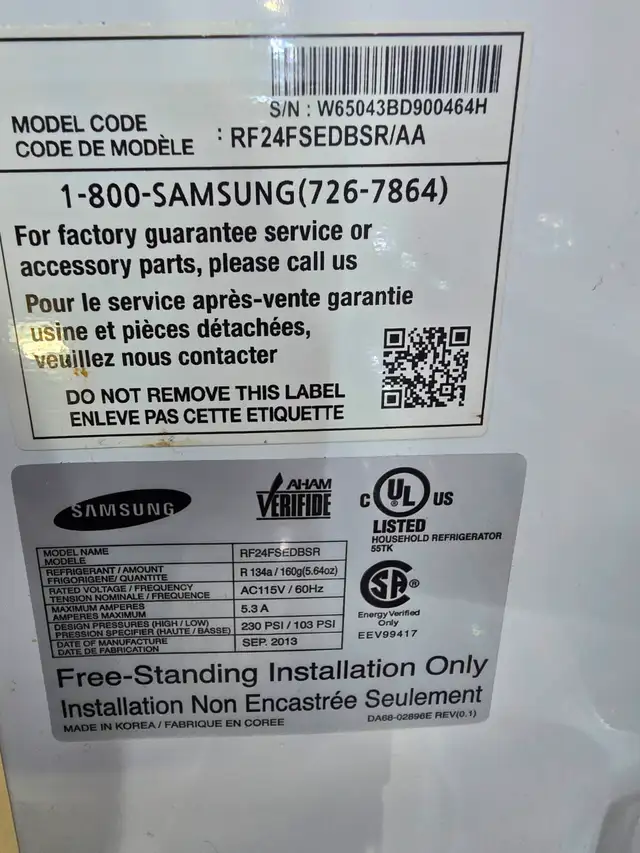 S/N : W65043BD900464H
MODEL CODE
CODE DE MODÈLE : RF24FSEDBSR/AA
1-800-SAMSUNG(726-7864)
For factory guarantee service or
accessory parts, please call us
Pour le service après-vente garantie
usine et pièces détachées,
veuillez nous contacter
DO NOT REMOVE THIS LABEL
ENLEVE PAS CETTE ETIQUETTE
SAMSUNG
AHAM
VERIFIDE
C UL US
®
LISTED
HOUSEHOLD REFRIGERATOR
55TK
MODEL NAME
MODÈLE
RF24FSEDBSR
REFRIGERANT / AMOUNT
FRIGORIGENE/ QUANTITE
R 134a / 160g(5.64oz)
RATED VOLTAGE / FREQUENCY
TENSION NOMINALE / FREQUENCE
AC115V / 60Hz
MAXIMUM AMPERES
AMPERES MAXIMUM
5.3 A
DESIGN PRESSURES (HIGH / LOW)
PRESSION SPECIFIER (HAUTE / BASSE)
230 PSI / 103 PSI
DATE OF MANUFACTURE
DATE DE FABRICATION
SEP. 2013
SA ®
Energy Verified
Only
EEV99417
Free-Standing Installation Only
Installation Non Encastrée Seulement
MADE IN KOREA / FABRIQUE EN COREE
DA68-02896E REV(0.1)